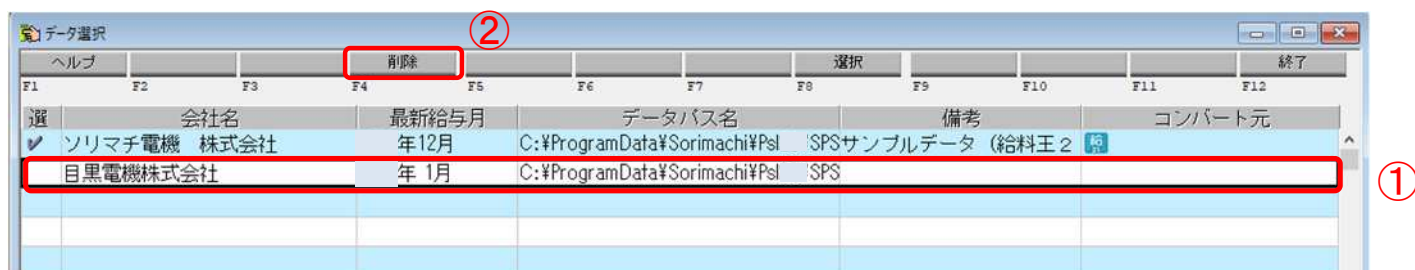 データ選択
②
ヘルプ 削除 選択 終了
F1 F2 F3 F4 F5 F6 F7 F8 F9 F10 F11 F12
選 会社名 最新給与月 データパス名 備考 コンバート元
ソリマチ電機 株式会社 年12月 C:¥ProgramData¥Sorimachi¥Psl SPSサンプルデータ (給料王2
目黒電機株式会社 年 1月 C:¥ProgramData¥Sorimachi¥Psl SPS
①